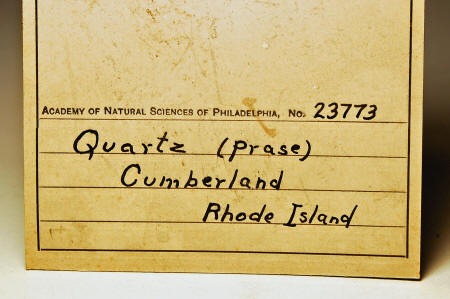 Academy of Natural Sciences of Philadelphia, No. 23773
Quartz (Prase)
Cumberland
Rhode Island